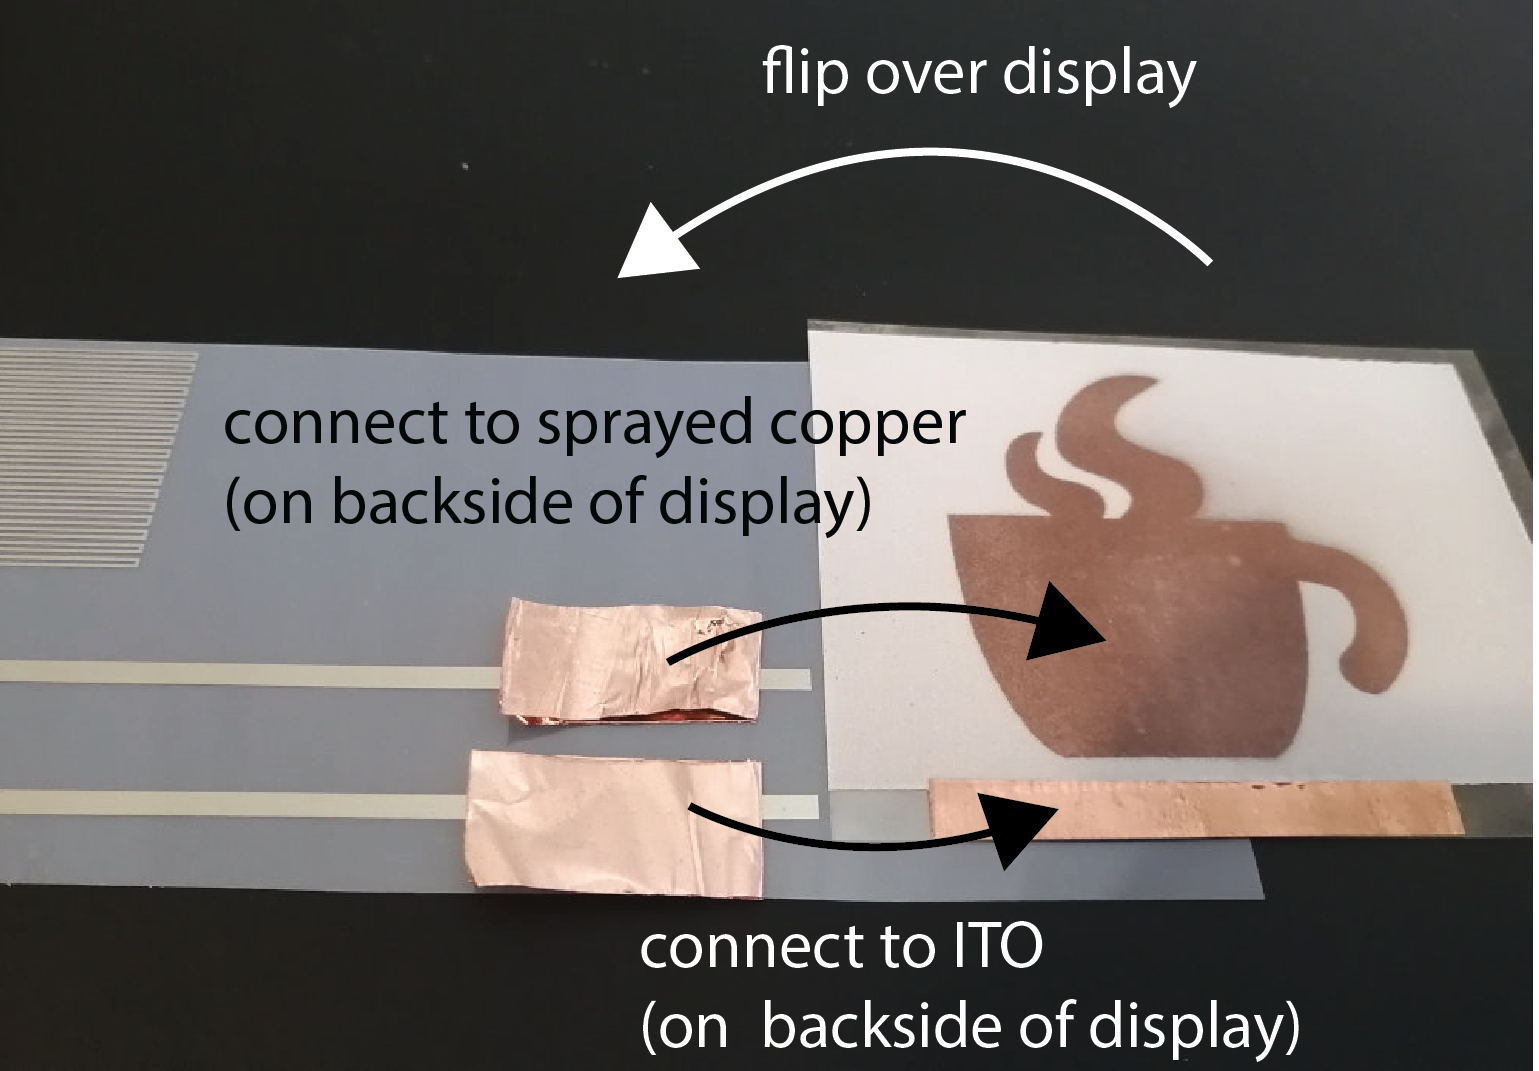 flip over display
connect to sprayed copper
(on backside of display)
connect to ITO
(on  backside of display)